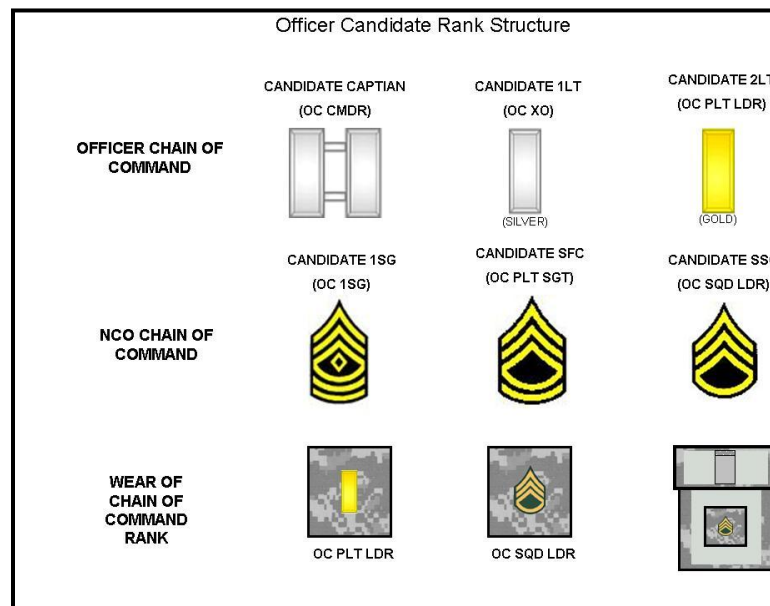 Officer Candidate Rank Structure
CANDIDATE CAPTIAN
(OC CMDR)
CANDIDATE 1LT
(OC XO)
CANDIDATE 2LT
(OC PLT LDR)
OFFICER CHAIN OF
COMMAND
(SILVER)
(GOLD)
CANDIDATE 1SG
(OC 1SG)
CANDIDATE SFC
(OC PLT SGT)
CANDIDATE SSG
(OC SQD LDR)
NCO CHAIN OF
COMMAND
WEAR OF
CHAIN OF
COMMAND
RANK
OC PLT LDR
OC SQD LDR